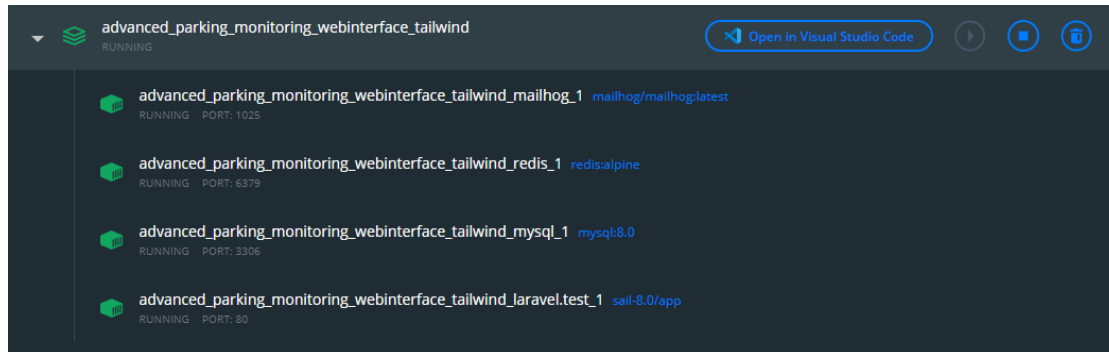 advanced_parking_monitoring_webinterface_tailwind
RUNNING
Open in Visual Studio Code
advanced_parking_monitoring_webinterface_tailwind_mailhog_1 mailhog/mailhog:latest
RUNNING PORT: 1025
advanced_parking_monitoring_webinterface_tailwind_redis_1 redis:alpine
RUNNING PORT: 6379
advanced_parking_monitoring_webinterface_tailwind_mysql_1 mysql:8.0
RUNNING PORT: 3306
advanced_parking_monitoring_webinterface_tailwind_laravel.test_1 sail-8.0/app
RUNNING PORT: 80